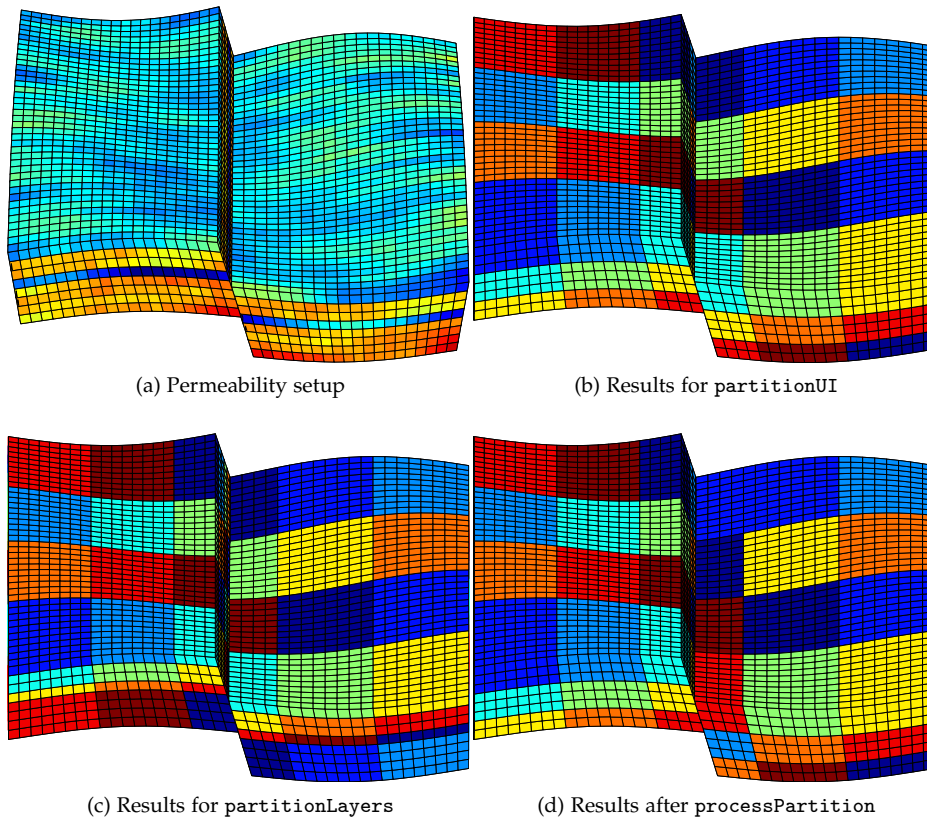 (a) Permeability setup
(b) Results for partitionUI
(c) Results for partitionLayers
(d) Results after processPartition